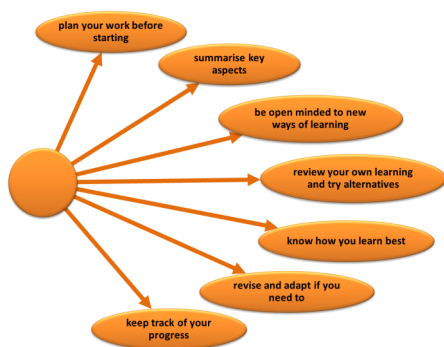 plan your work before
starting
summarise key
aspects
be open minded to new
ways of learning
review your own learning
and try alternatives
know how you learn best
revise and adapt if you
need to
keep track of your
progress